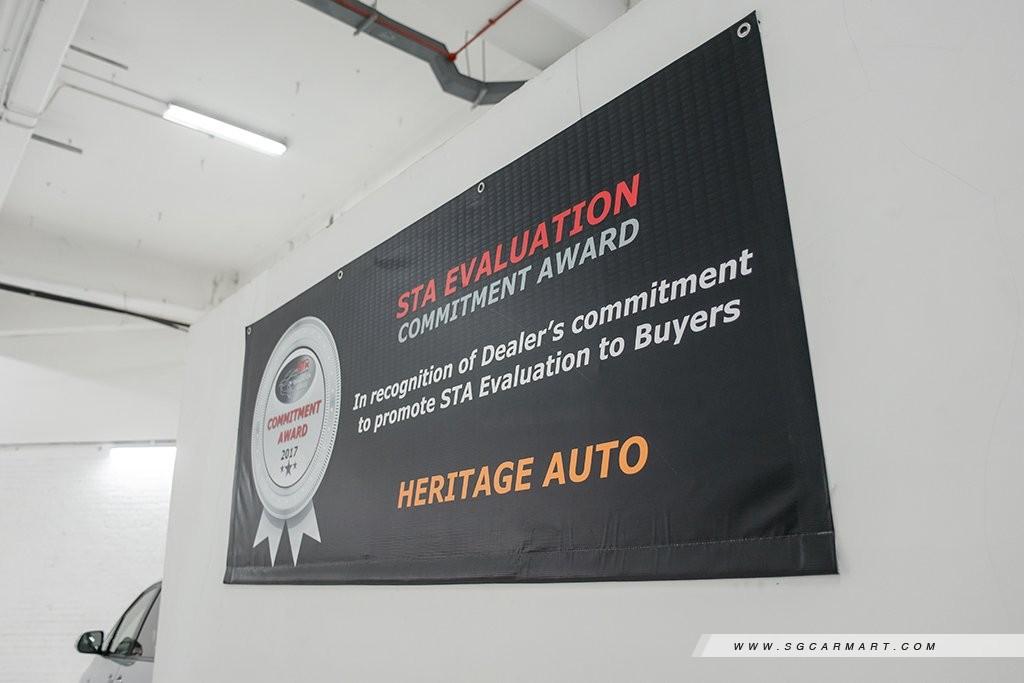 STA EVALUATION
COMMITMENT AWARD
In recognition of Dealer's commitment
to promote STA Evaluation to Buyers
HERITAGE AUTO
COMMITMENT
AWARD
2017
WWW.SGCARMART.COM